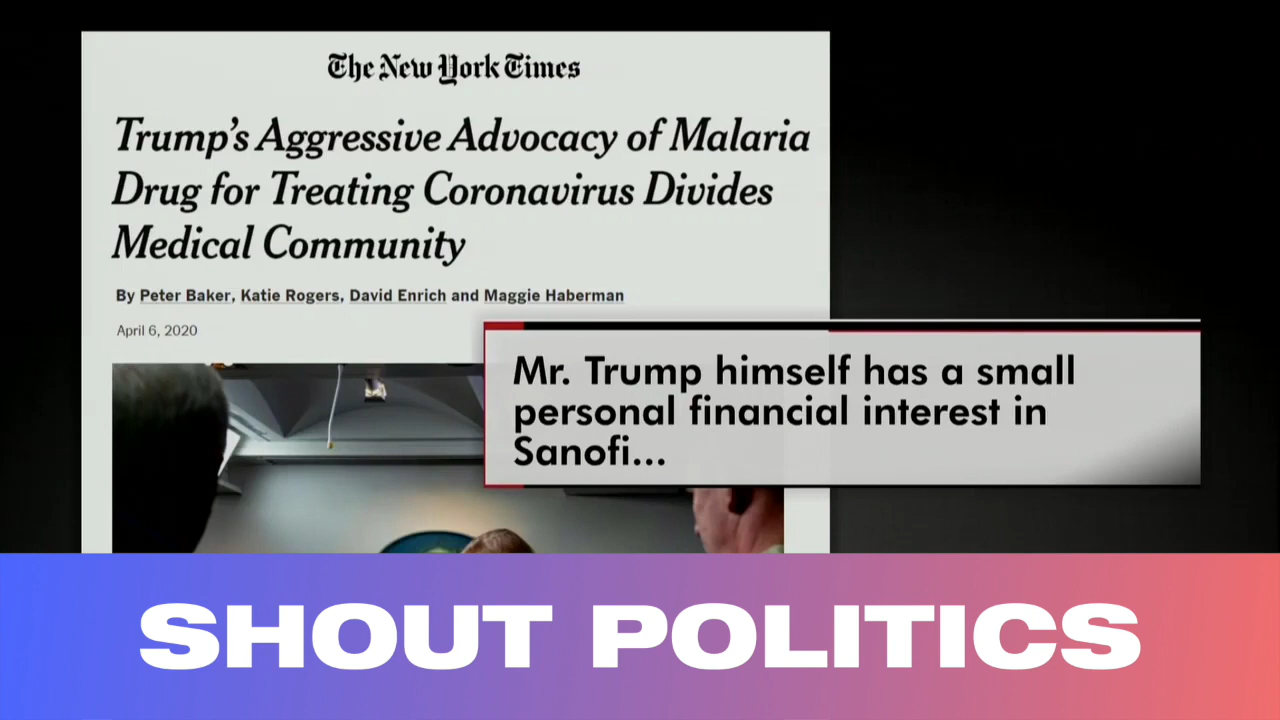 The New York Times
Trump's Aggressive Advocacy of Malaria
Drug for Treating Coronavirus Divides
Medical Community
By Peter Baker, Katie Rogers, David Enrich and Maggie Haberman
April 6, 2020
Mr. Trump himself has a small
personal financial interest in
Sanofi...
SHOUT POLITICS